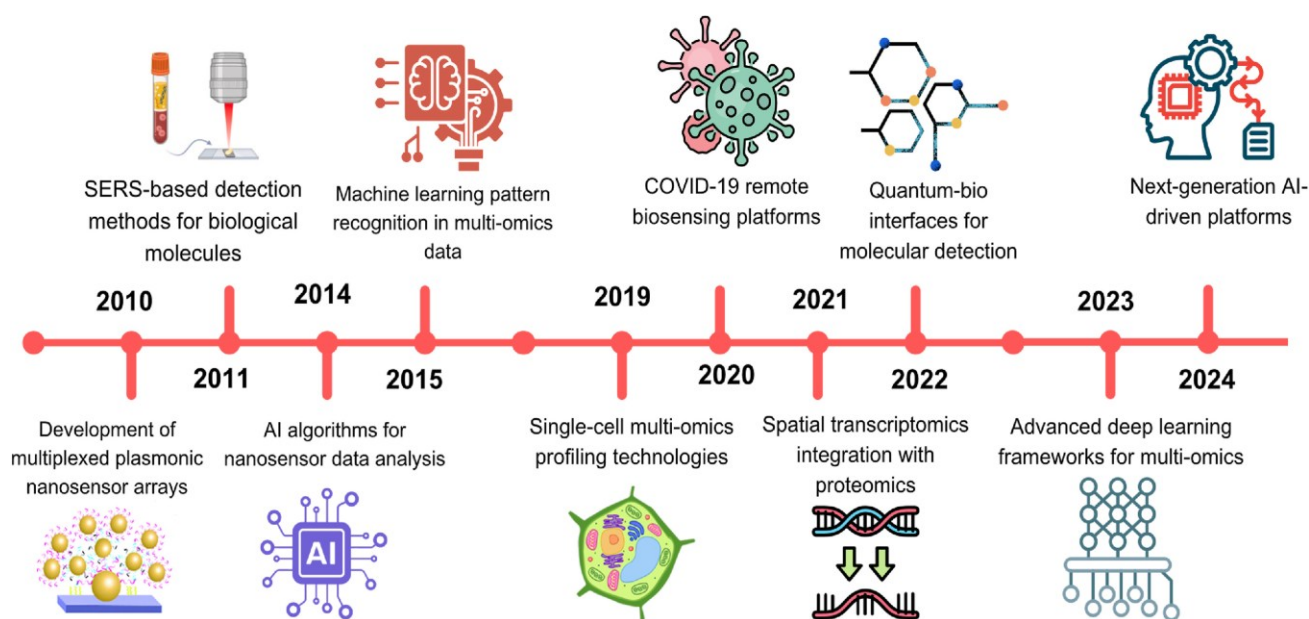 SERS-based detection
methods for biological
molecules
Machine learning pattern
recognition in multi-omics
data
COVID-19 remote
biosensing platforms
Quantum-bio
interfaces for
molecular detection
Next-generation AI-
driven platforms
2010
2014
2019
2021
2023
2011
2015
2020
2022
2024
Development of
multiplexed plasmonic
nanosensor arrays
AI algorithms for
nanosensor data analysis
AI
Single-cell multi-omics
profiling technologies
Spatial transcriptomics
integration with
proteomics
Advanced deep learning
frameworks for multi-omics